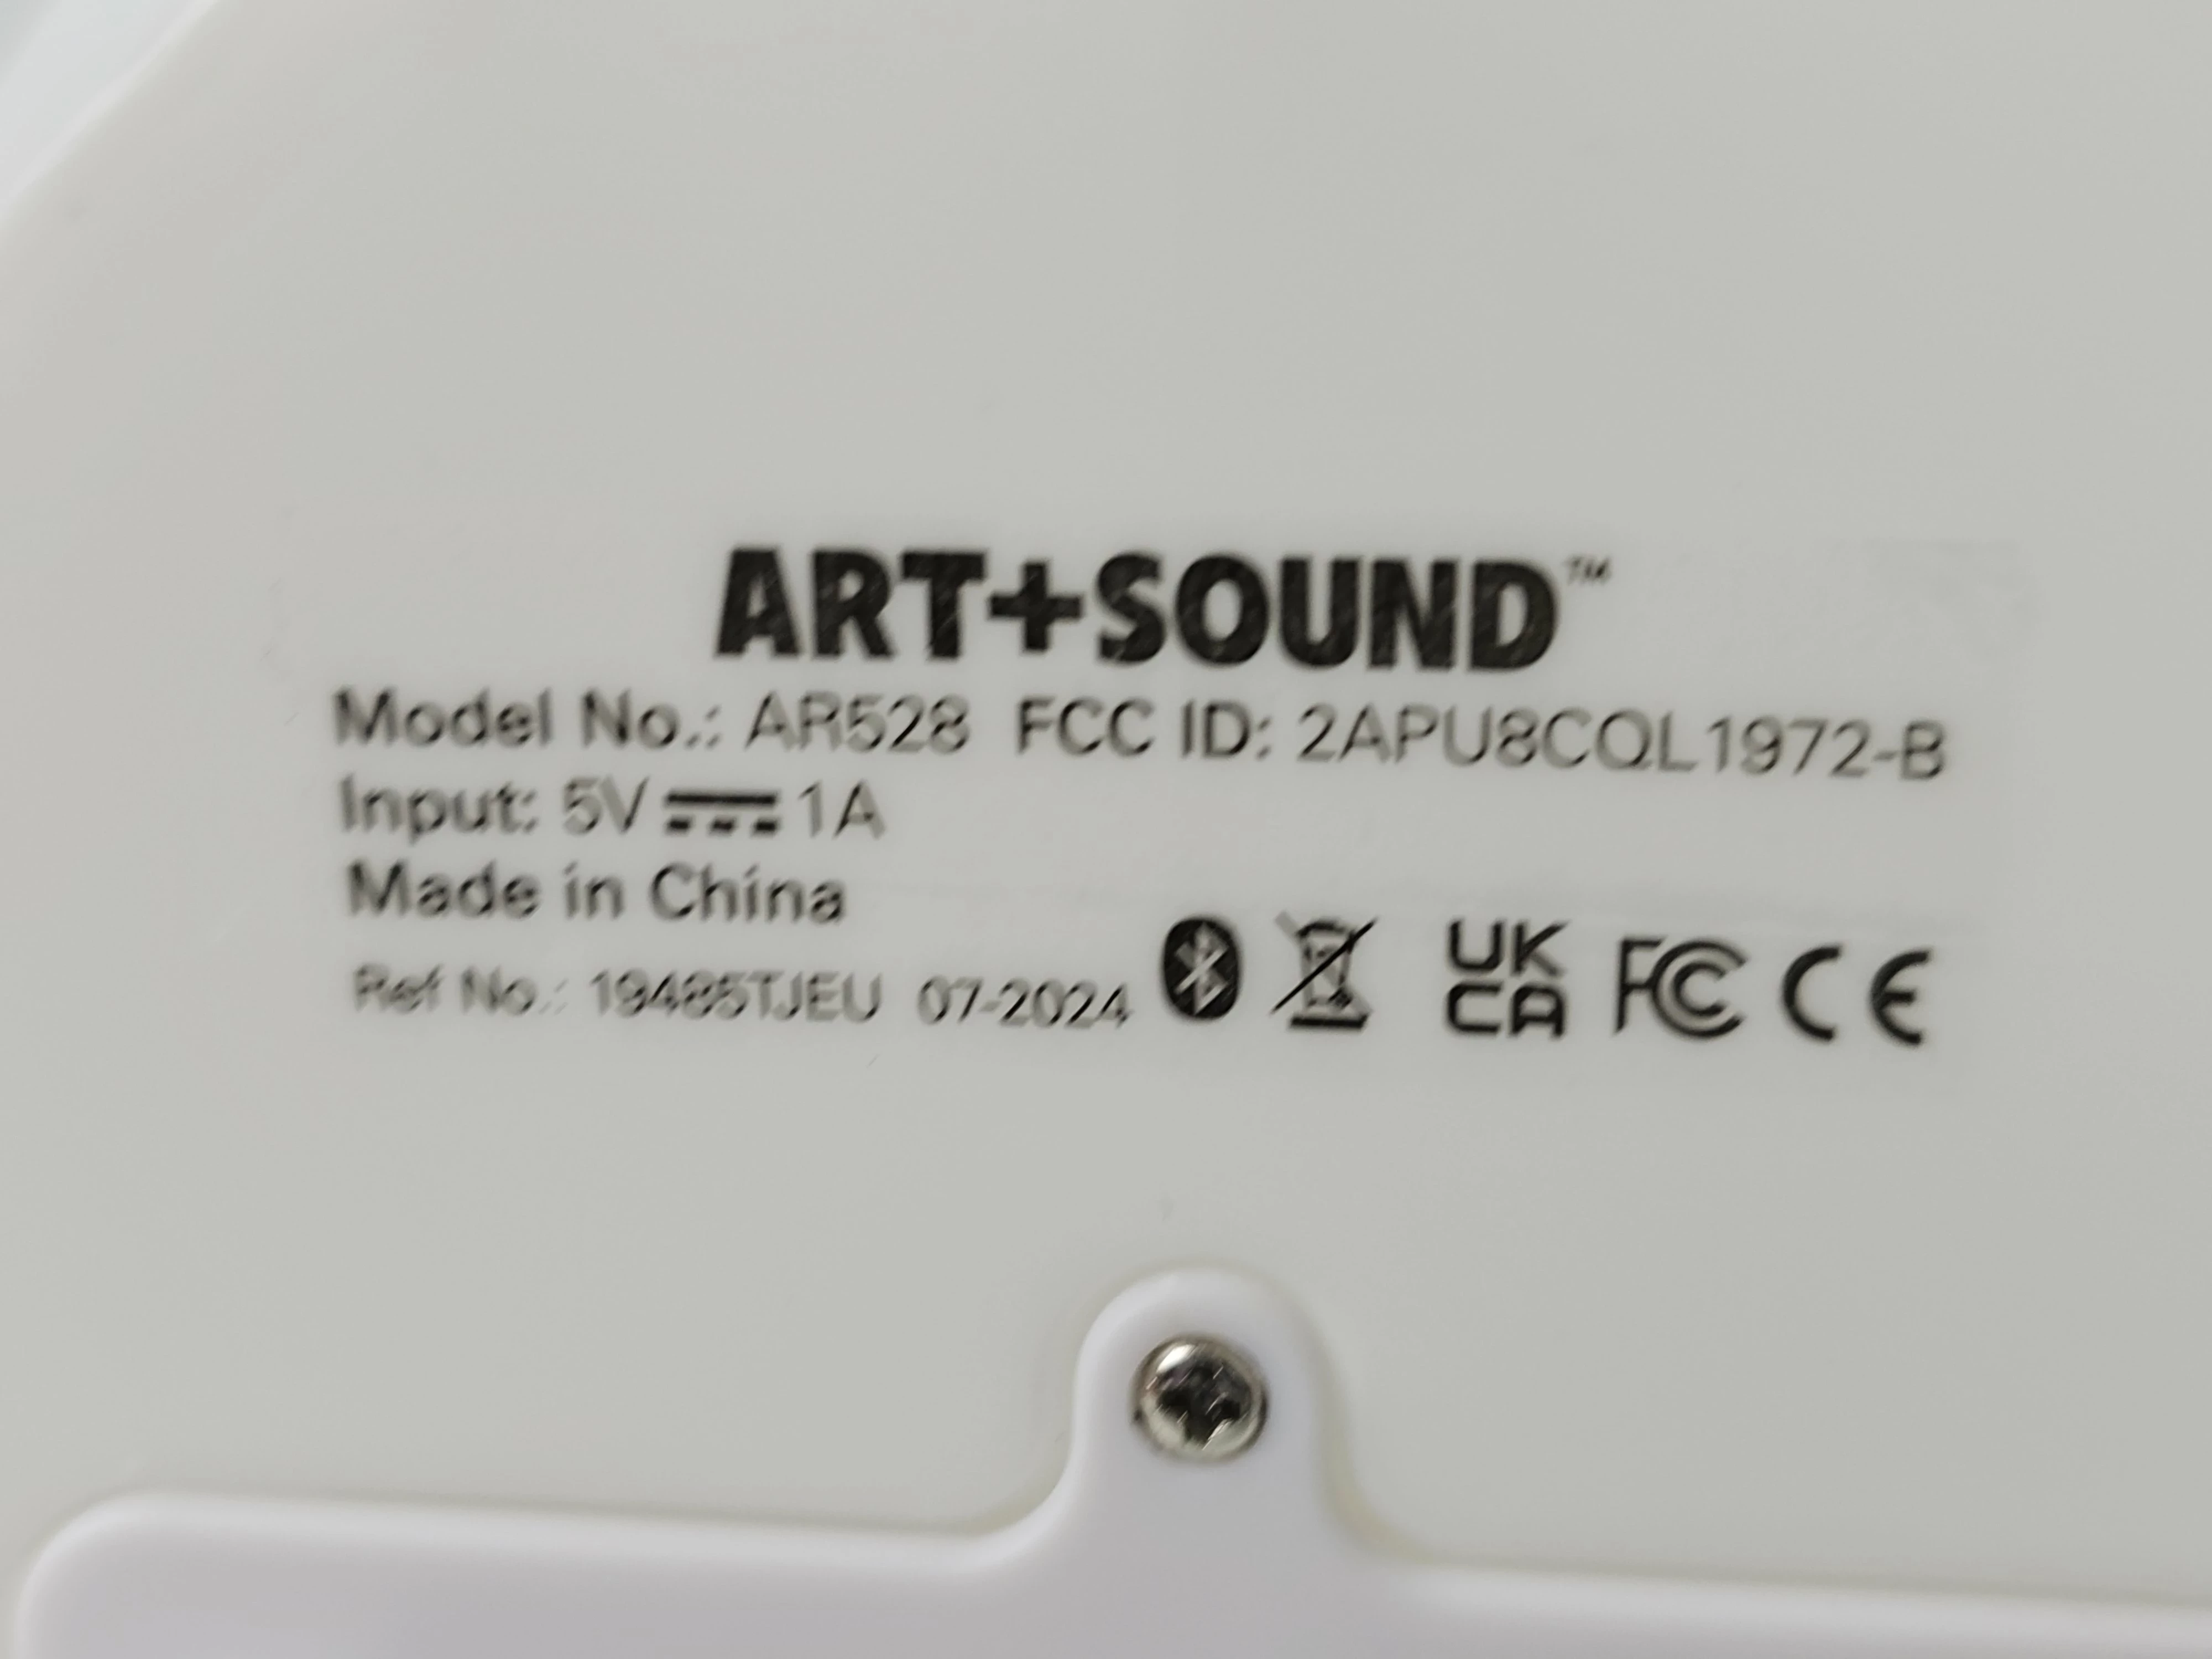 ART+SOUND™
Model No.: AR528 FCC ID: 2APU8CQL1972-B
Input: 5V ⎓ 1A
Made in China
Ref No.: 19485TJEU 07-2024 UK CA FC CE